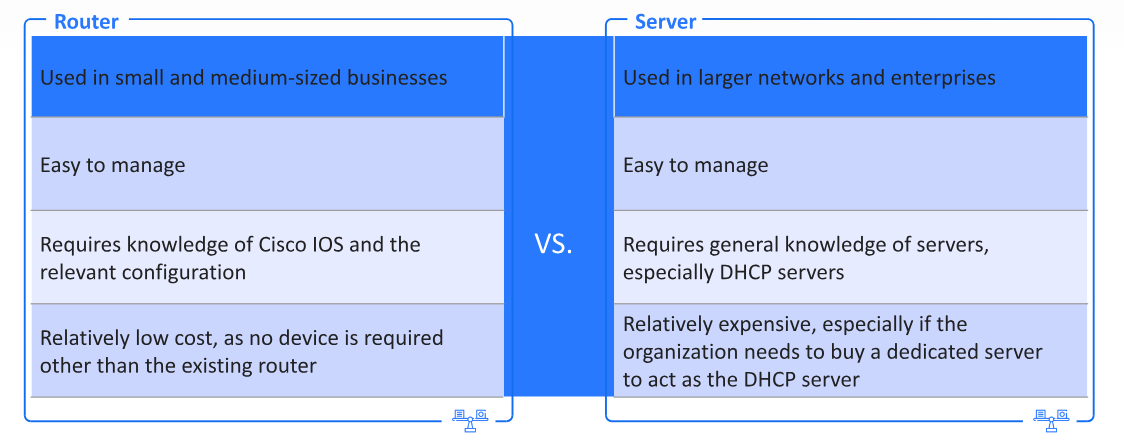 Router
Used in small and medium-sized businesses
Easy to manage
Requires knowledge of Cisco IOS and the
relevant configuration
Relatively low cost, as no device is required
other than the existing router
VS.
Server
Used in larger networks and enterprises
Easy to manage
Requires general knowledge of servers,
especially DHCP servers
Relatively expensive, especially if the
organization needs to buy a dedicated server
to act as the DHCP server